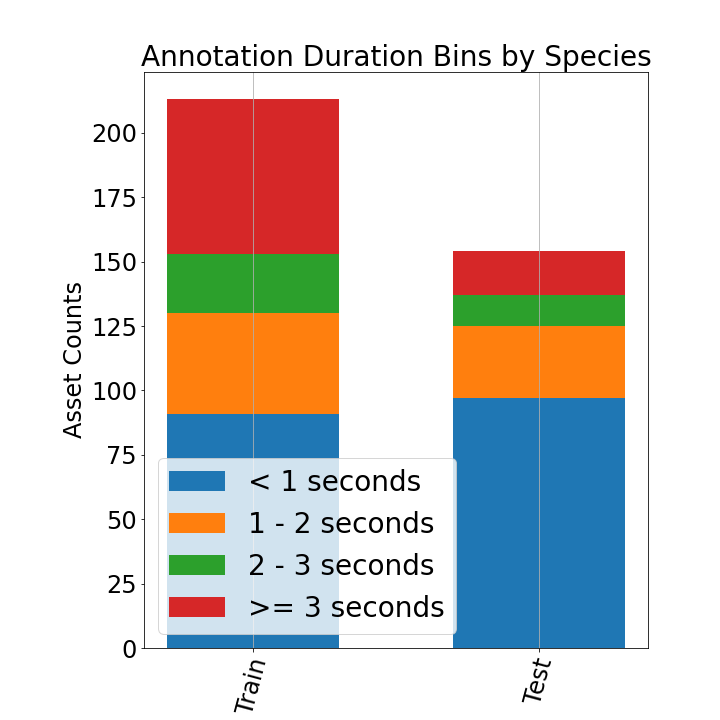 Annotation Duration Bins by Species
Asset Counts
200
175
150
125
100
75
50
25
0
< 1 seconds
1 - 2 seconds
2 - 3 seconds
>= 3 seconds
Train
Test